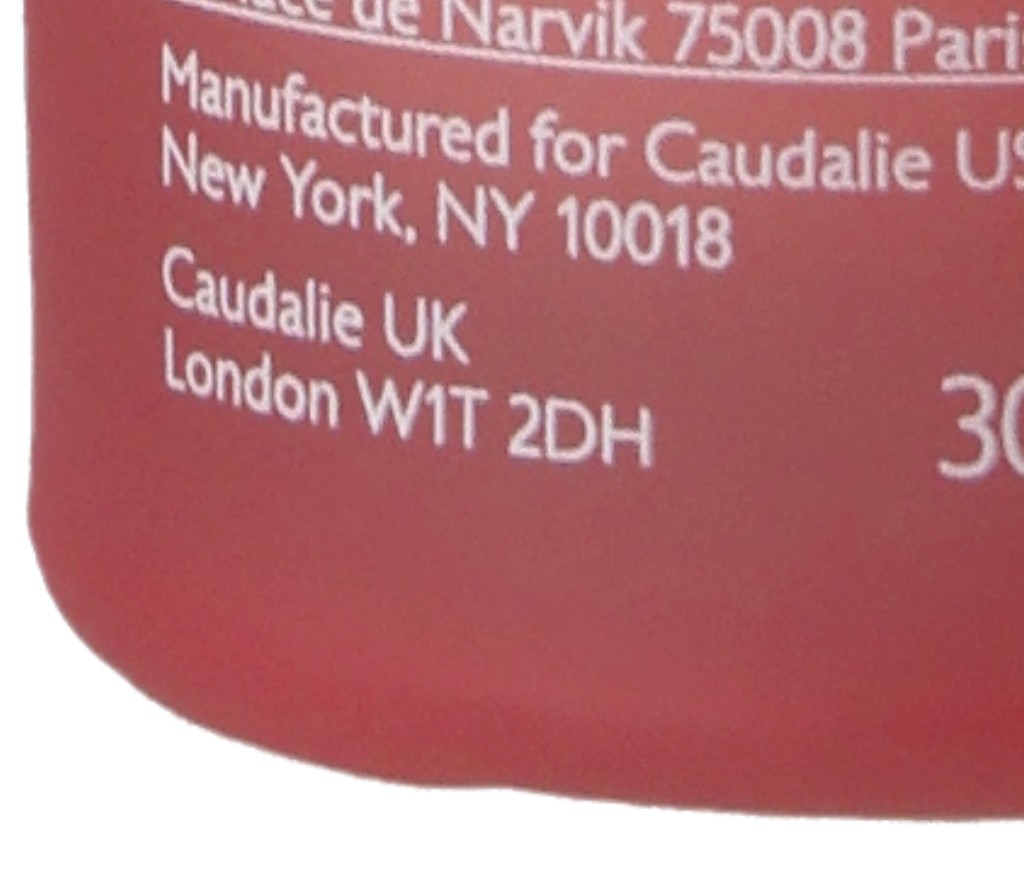 de Narvik 75008 Pari
Manufactured for Caudalie US
New York, NY 10018
Caudalie UK
London W1T 2DH
30